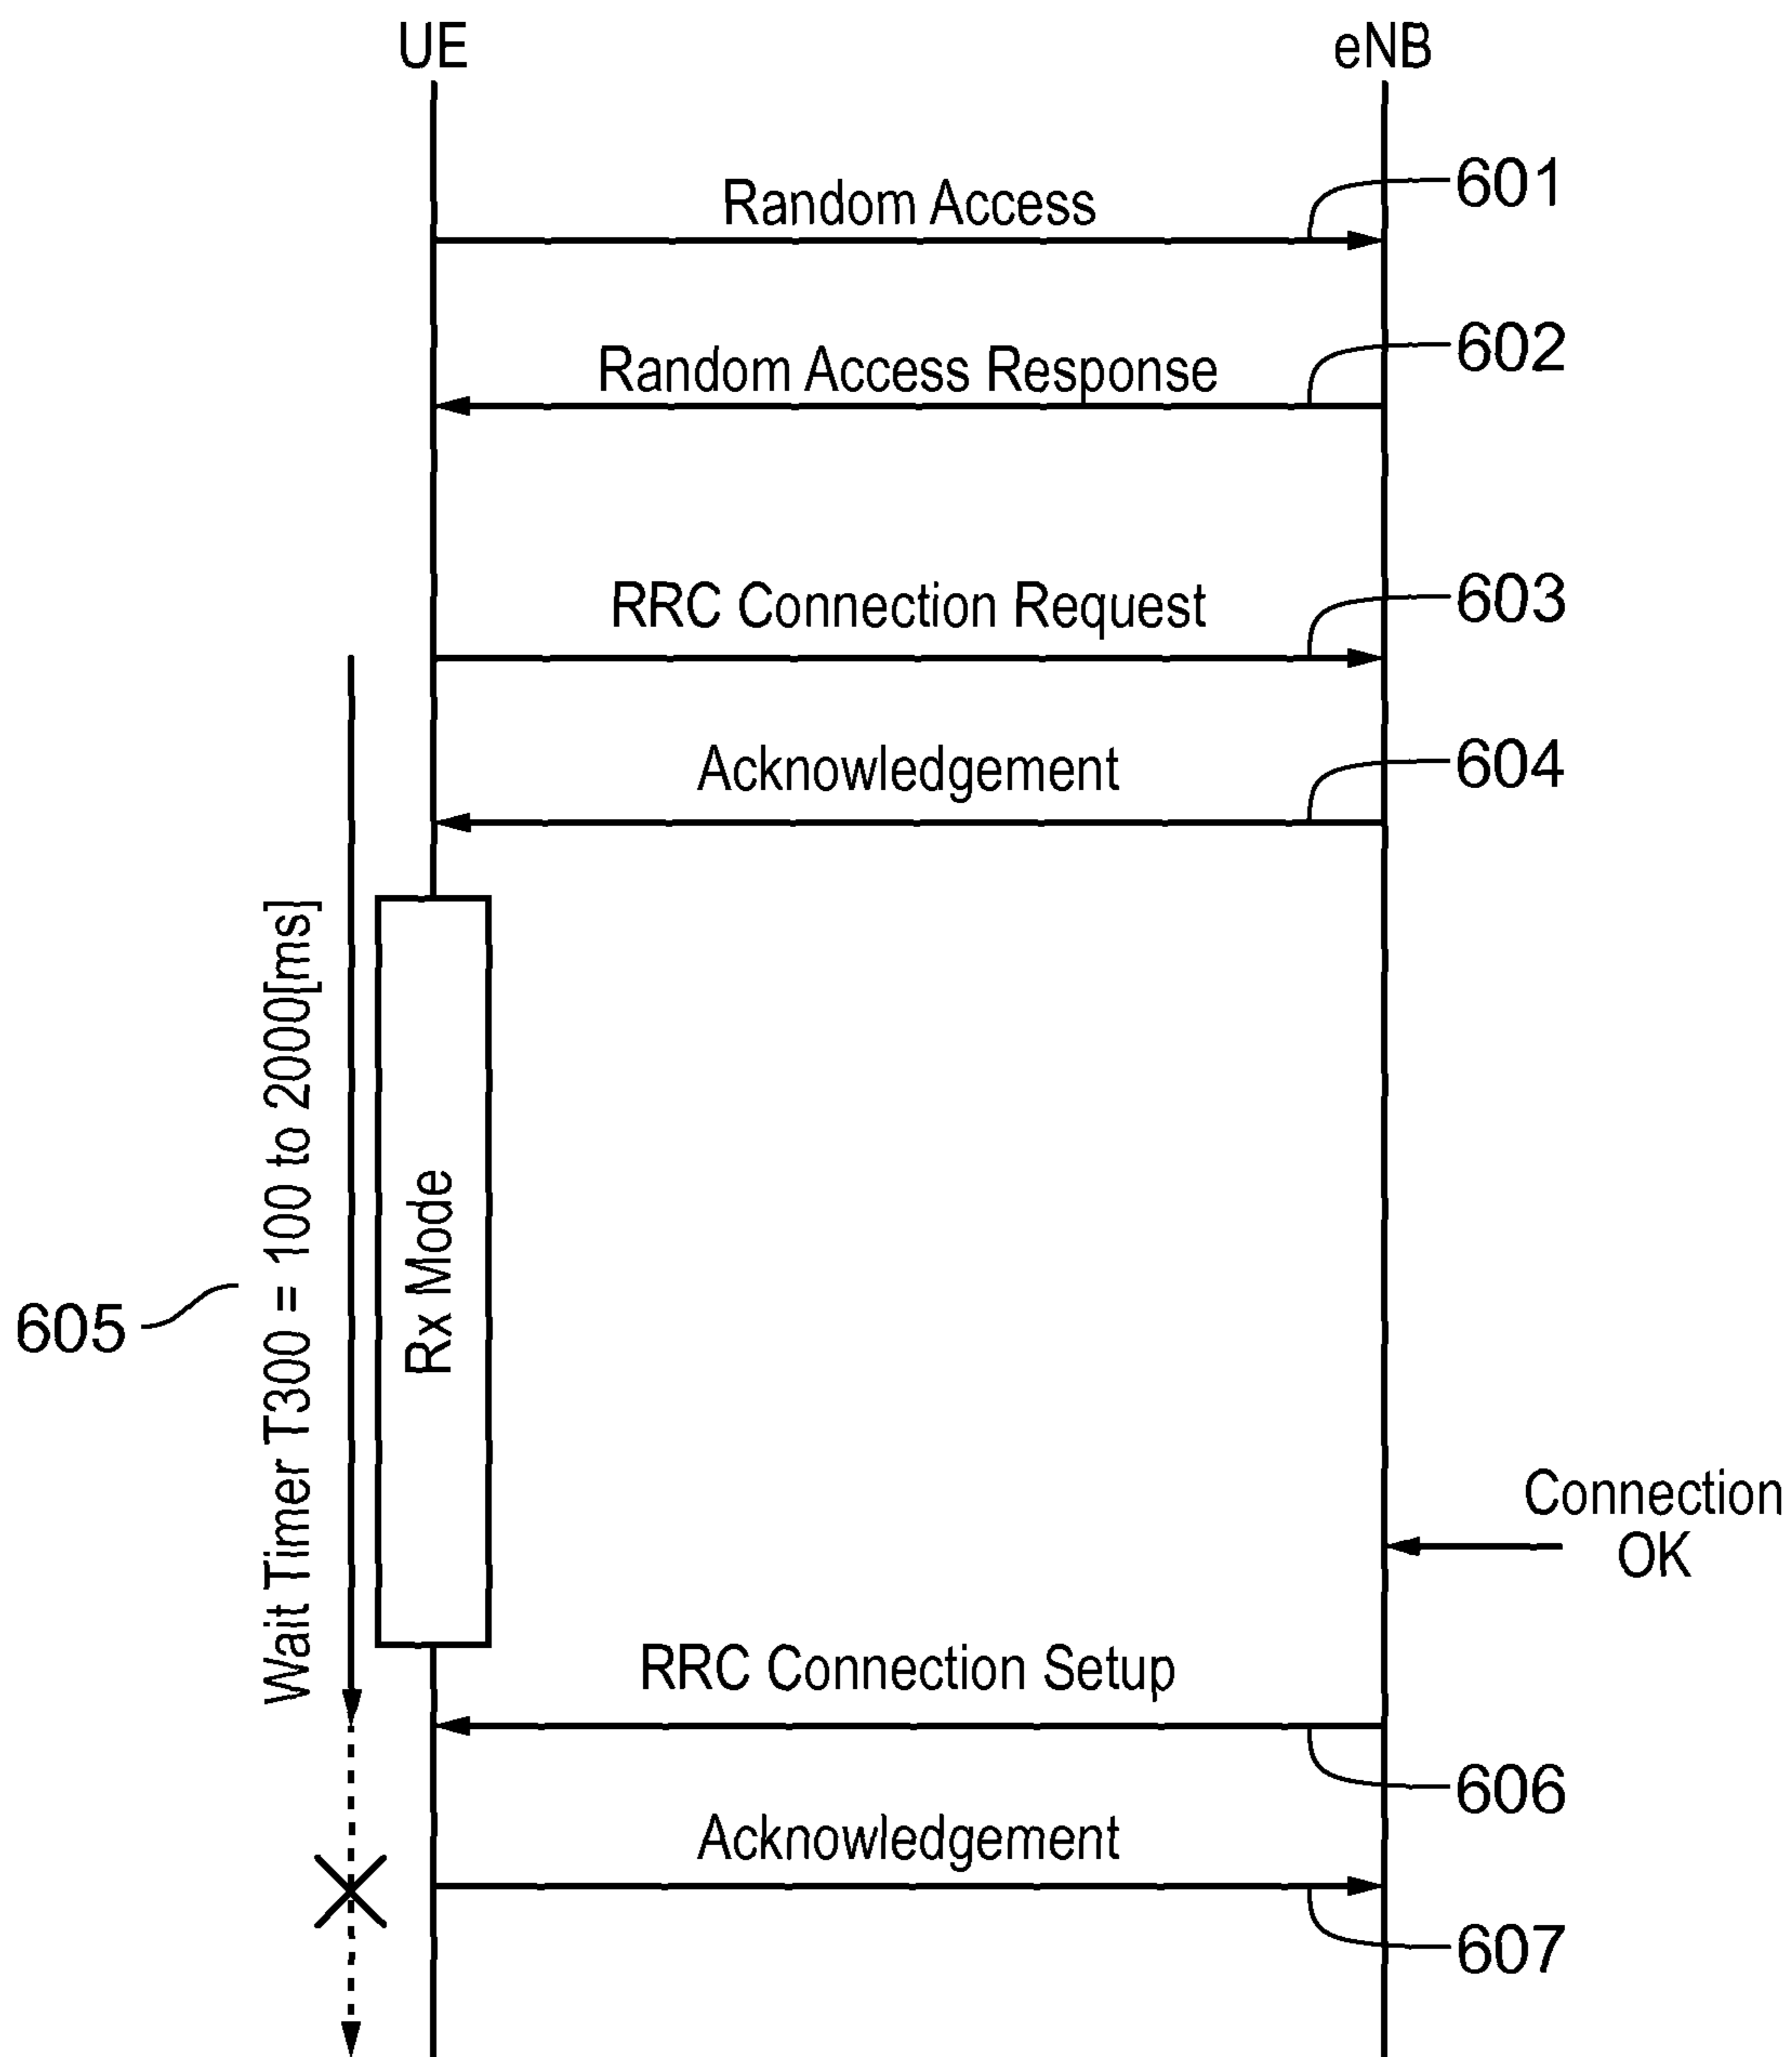 UE
eNB
Random Access
601
Random Access Response
602
RRC Connection Request
603
Acknowledgement
604
Wait Timer T300 = 100 to 2000[ms]
Rx Mode
605
Connection
OK
RRC Connection Setup
606
Acknowledgement
607